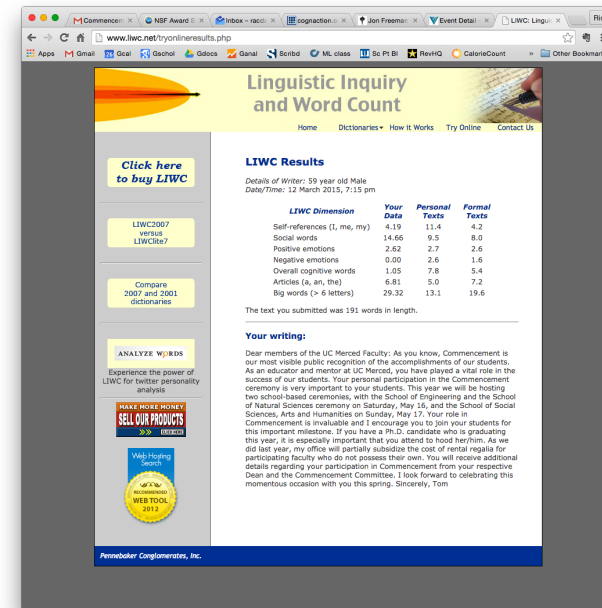 Commencem
NSF Award S
Inbox – racda
cognaction.o
Jon Freeman
Event Detail
LIWC: Lingui
Ric
www.liwc.net/tryonlineresults.php
Apps
Gmail
Gcal
Gschol
Gdocs
Ganal
Scribd
ML class
Sc Pt Bl
RevHQ
CalorieCount
»
Other Bookmar
Linguistic Inquiry
and Word Count
Home Dictionaries How it Works Try Online Contact Us
Click here
to buy LIWC
LIWC2007
versus
LIWClite7
Compare
2007 and 2001
dictionaries
ANALYZE WORDS
Experience the power of
LIWC for twitter personality
analysis
MAKE MORE MONEY
SELL OUR PRODUCTS
>>> CLICK HERE
Web Hosting
Search
RECOMMENDED
WEB TOOL
2012
LIWC Results
Details of Writer: 59 year old Male
Date/Time: 12 March 2015, 7:15 pm
LIWC Dimension Your Data Personal Texts Formal Texts
Self-references (I, me, my) 4.19 11.4 4.2
Social words 14.66 9.5 8.0
Positive emotions 2.62 2.7 2.6
Negative emotions 0.00 2.6 1.6
Overall cognitive words 1.05 7.8 5.4
Articles (a, an, the) 6.81 5.0 7.2
Big words (> 6 letters) 29.32 13.1 19.6
The text you submitted was 191 words in length.
Your writing:
Dear members of the UC Merced Faculty: As you know, Commencement is
our most visible public recognition of the accomplishments of our students.
As an educator and mentor at UC Merced, you have played a vital role in the
success of our students. Your personal participation in the Commencement
ceremony is very important to your students. This year we will be hosting
two school-based ceremonies, with the School of Engineering and the School
of Natural Sciences ceremony on Saturday, May 16, and the School of Social
Sciences, Arts and Humanities on Sunday, May 17. Your role in
Commencement is invaluable and I encourage you to join your students for
this important milestone. If you have a Ph.D. candidate who is graduating
this year, it is especially important that you attend to hood her/him. As we
did last year, my office will partially subsidize the cost of rental regalia for
participating faculty who do not possess their own. You will receive additional
details regarding your participation in Commencement from your respective
Dean and the Commencement Committee. I look forward to celebrating this
momentous occasion with you this spring. Sincerely, Tom
Pennebaker Conglomerates, Inc.